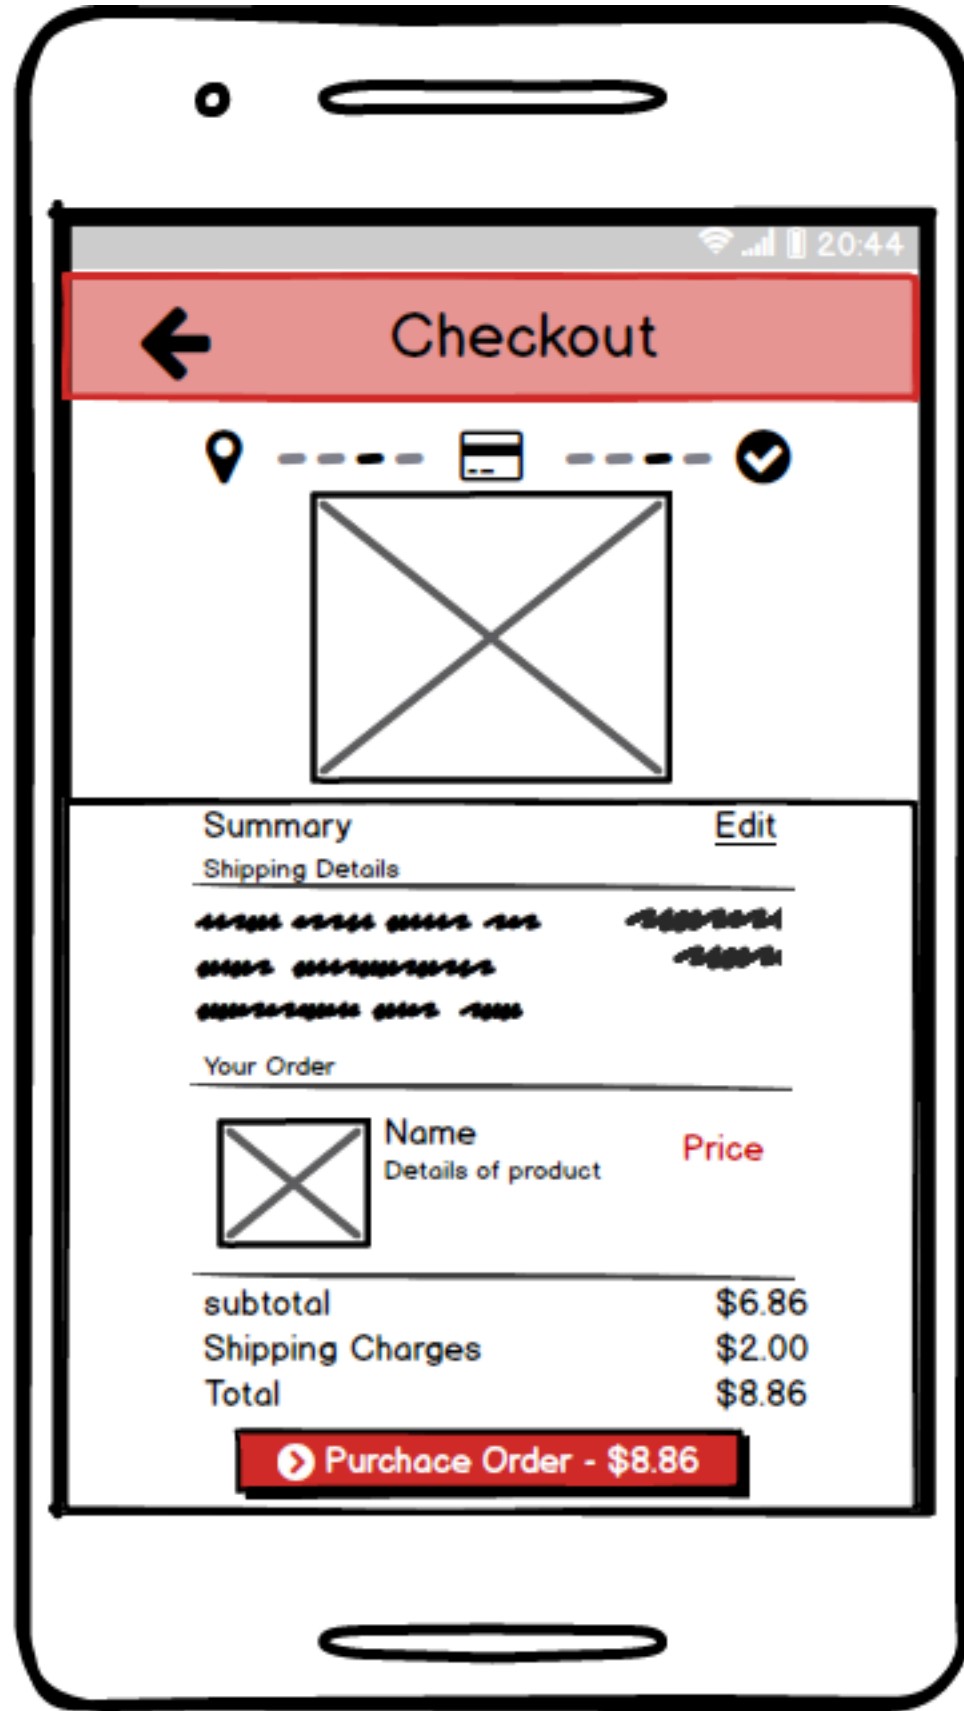 20:44
Checkout
Summary Edit
Shipping Details
Your Order
Name
Price
Details of product
subtotal $6.86
Shipping Charges $2.00
Total $8.86
Purchace Order - $8.86